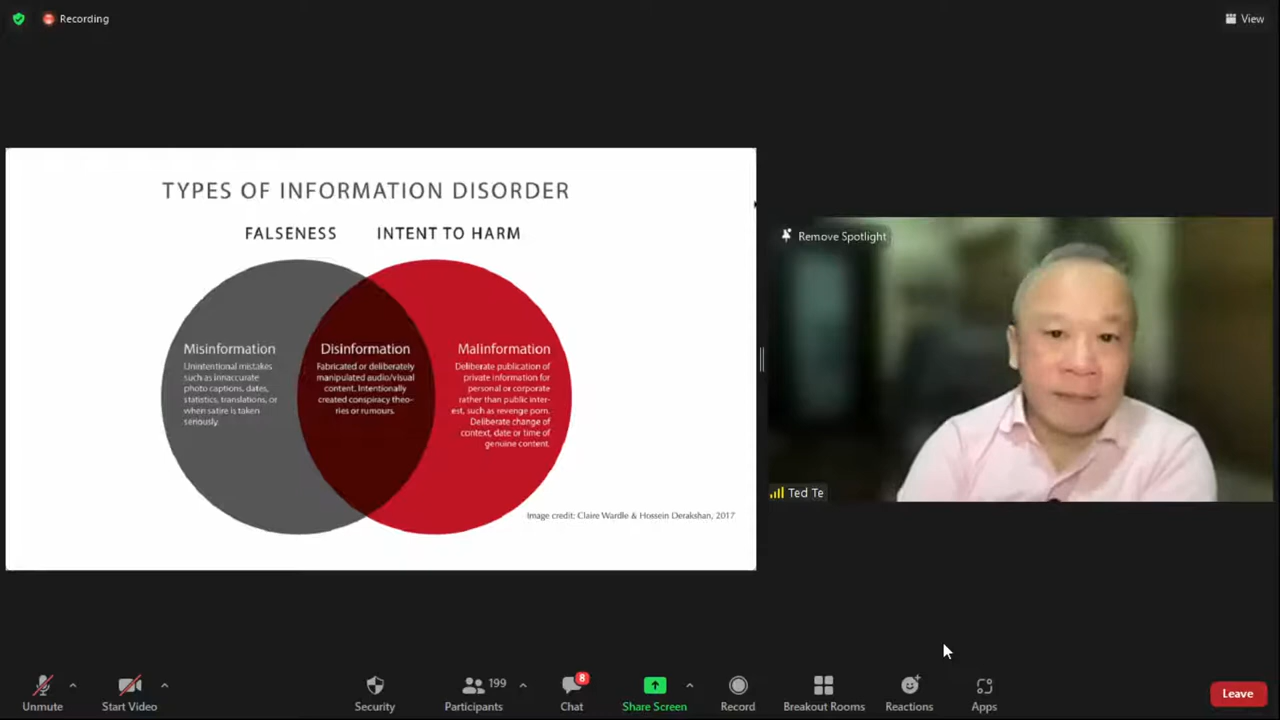 Recording
View
TYPES OF INFORMATION DISORDER
FALSENESS
INTENT TO HARM
Misinformation
Unintentional mistakes
such as innaccurate
photo captions, dates,
statistics, translations, or
when satire is taken
seriously.
Disinformation
Fabricated or deliberately
manipulated audio/visual
content. Intentionally
created conspiracy theo-
ries or rumours.
Malinformation
Deliberate publication of
private information for
personal or corporate
rather than public inter-
est, such as revenge porn.
Deliberate change of
context, date or time of
genuine content.
Image credit: Claire Wardle & Hossein Derakshan, 2017
Remove Spotlight
Ted Te
Unmute
Start Video
Security
199
Participants
8
Chat
Share Screen
Record
Breakout Rooms
Reactions
Apps
Leave